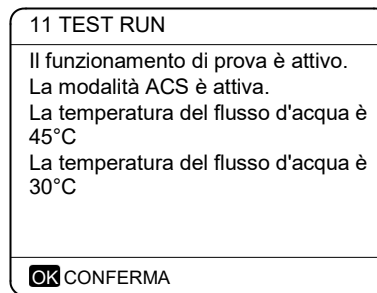 11 TEST RUN
Il funzionamento di prova è attivo.
La modalità ACS è attiva.
La temperatura del flusso d'acqua è
45°C
La temperatura del flusso d'acqua è
30°C
OK CONFERMA